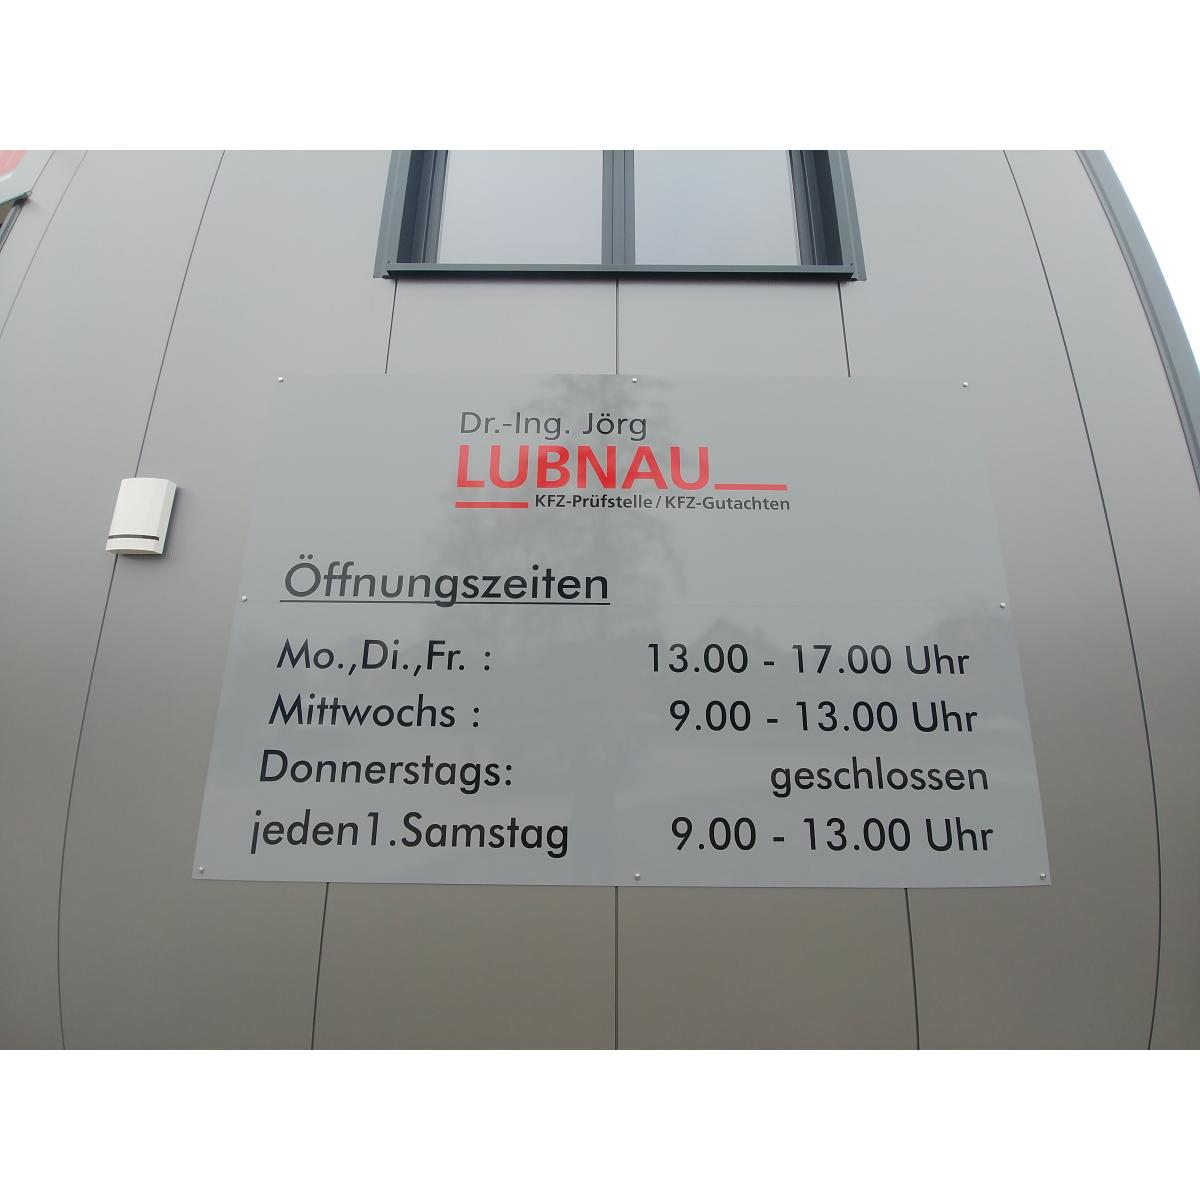 Dr.-Ing. Jörg
LUBNAU
KFZ-Prüfstelle/KFZ-Gutachten
Öffnungszeiten
Mo.,Di.,Fr. : 13.00 - 17.00 Uhr
Mittwochs : 9.00 - 13.00 Uhr
Donnerstags: geschlossen
jeden1.Samstag 9.00 - 13.00 Uhr